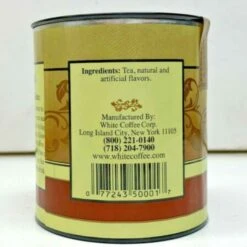 Ingredients: Tea, natural and
artificial flavors.
Manufactured By:
White Coffee Corp.
Long Island City, New York 11105
(800) 221-0140
(718) 204-7900
www.whitecoffee.com
0 77243 50001 7